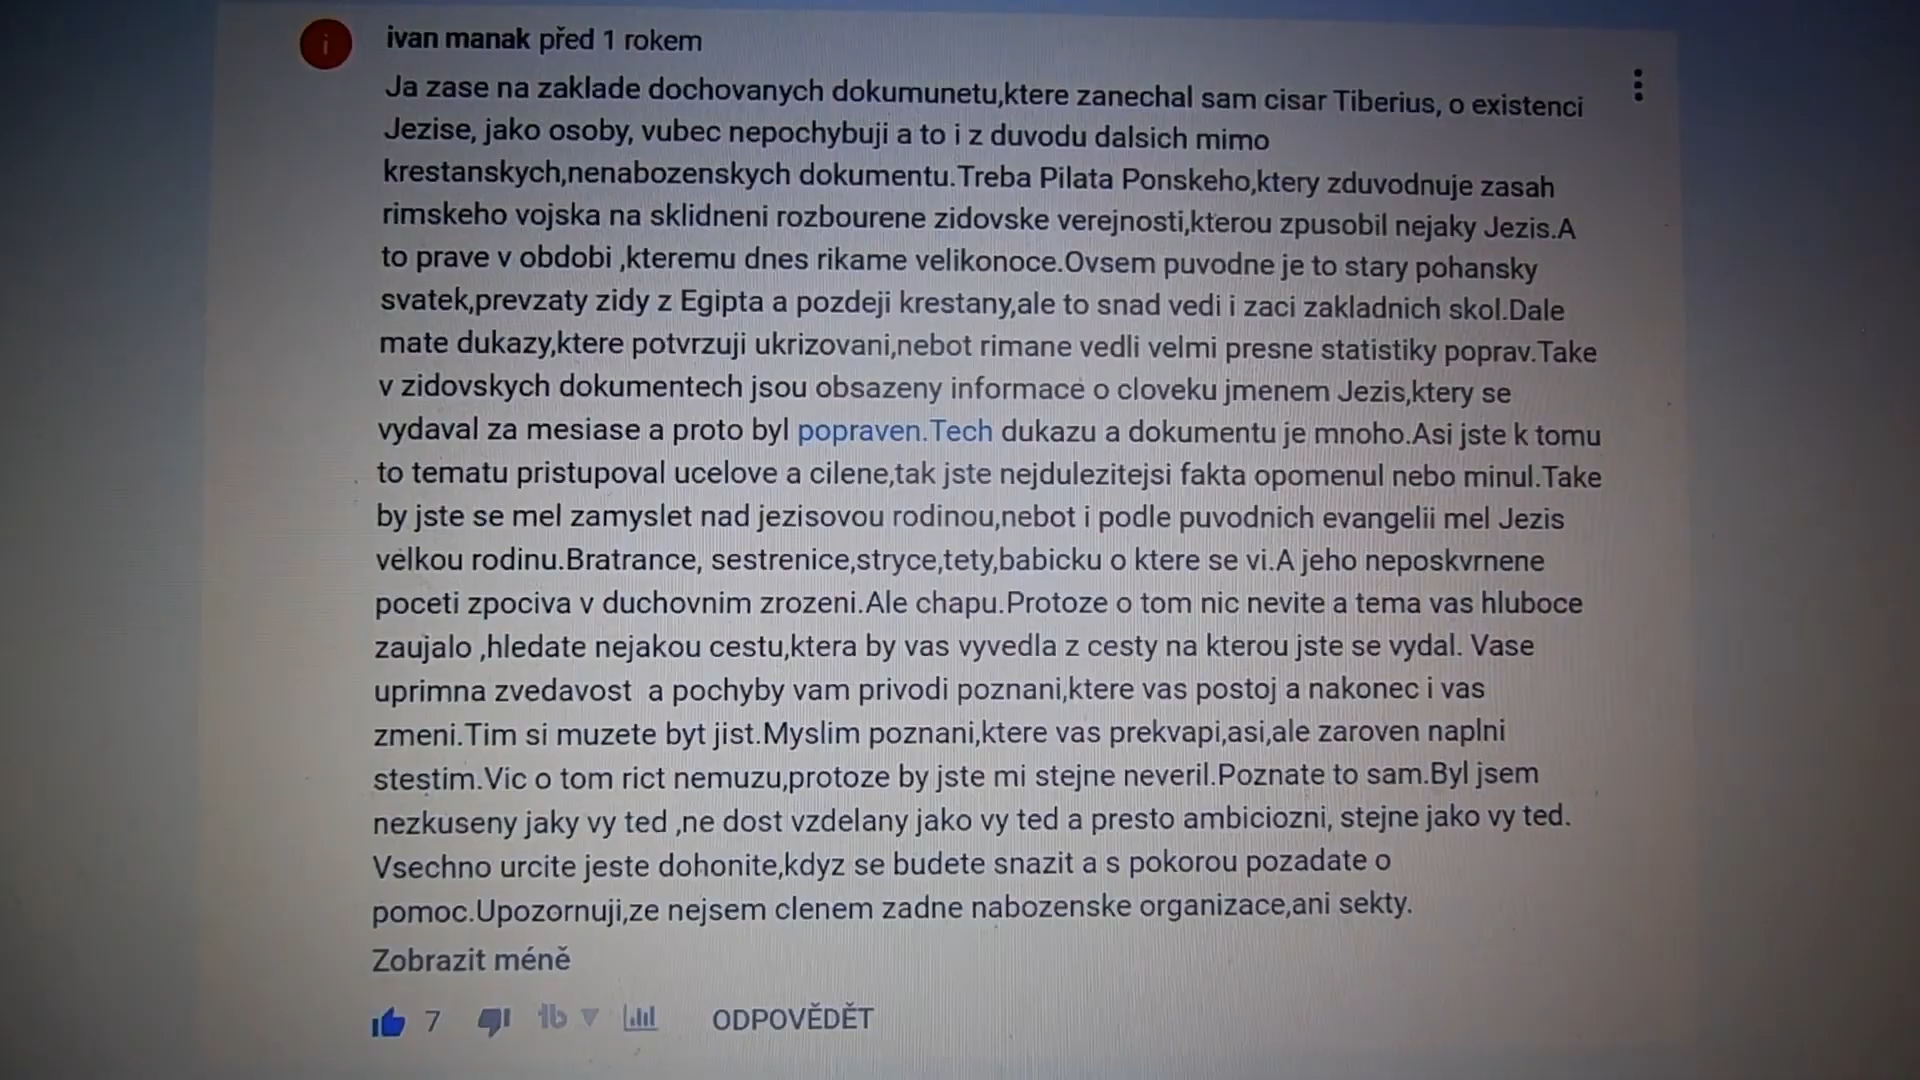 i
ivan manak před 1 rokem
Ja zase na zaklade dochovanych dokumunetu,ktere zanechal sam cisar Tiberius, o existenci
Jezise, jako osoby, vubec nepochybuji a to i z duvodu dalsich mimo
krestanskych,nenabozenskych dokumentu.Treba Pilata Ponskeho,ktery zduvodnuje zasah
rimskeho vojska na sklidneni rozbourene zidovske verejnosti,kterou zpusobil nejaky Jezis.A
to prave v obdobi ,kteremu dnes rikame velikonoce.Ovsem puvodne je to stary pohansky
svatek,prevzaty zidy z Egipta a pozdeji krestany,ale to snad vedi i zaci zakladnich skol.Dale
mate dukazy,ktere potvrzuji ukrizovani,nebot rimane vedli velmi presne statistiky poprav.Take
v zidovskych dokumentech jsou obsazeny informace o cloveku jmenem Jezis,ktery se
vydaval za mesiase a proto byl popraven.Tech dukazu a dokumentu je mnoho.Asi jste k tomu
to tematu pristupoval ucelove a cilene,tak jste nejdulezitejsi fakta opomenul nebo minul.Take
by jste se mel zamyslet nad jezisovou rodinou,nebot i podle puvodnich evangelii mel Jezis
velkou rodinu.Bratrance, sestrenice,stryce,tety,babicku o ktere se vi.A jeho neposkvrnene
poceti zpociva v duchovnim zrozeni.Ale chapu.Protoze o tom nic nevite a tema vas hluboce
zaujalo ,hledate nejakou cestu,ktera by vas vyvedla z cesty na kterou jste se vydal. Vase
uprimna zvedavost  a pochyby vam privodi poznani,ktere vas postoj a nakonec i vas
zmeni.Tim si muzete byt jist.Myslim poznani,ktere vas prekvapi,asi,ale zaroven naplni
stestim.Vic o tom rict nemuzu,protoze by jste mi stejne neveril.Poznate to sam.Byl jsem
nezkuseny jaky vy ted ,ne dost vzdelany jako vy ted a presto ambiciozni, stejne jako vy ted.
Vsechno urcite jeste dohonite,kdyz se budete snazit a s pokorou pozadate o
pomoc.Upozornuji,ze nejsem clenem zadne nabozenske organizace,ani sekty.
Zobrazit méně
7 tb ODPOVĚDĚT